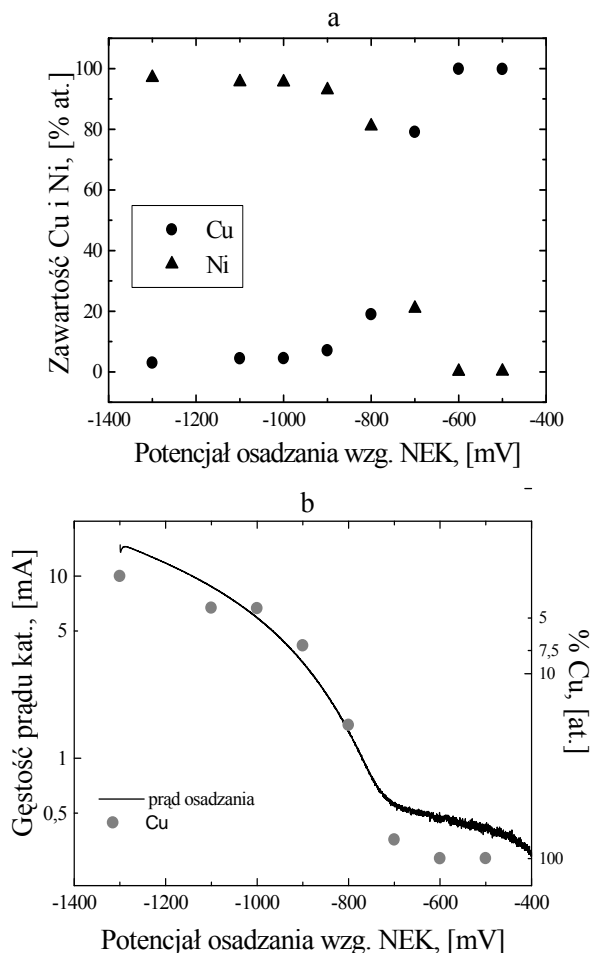 a
Zawartość Cu i Ni, [% at.]
100
80
60
40
20
0
Cu
Ni
-1400
-1200
-1000
-800
-600
-400
Potencjał osadzania wzg. NEK, [mV]
b
Gęstość prądu kat., [mA]
10
5
1
0,5
% Cu, [at.]
5
7,5
10
100
prąd osadzania
Cu
-1400
-1200
-1000
-800
-600
-400
Potencjał osadzania wzg. NEK, [mV]